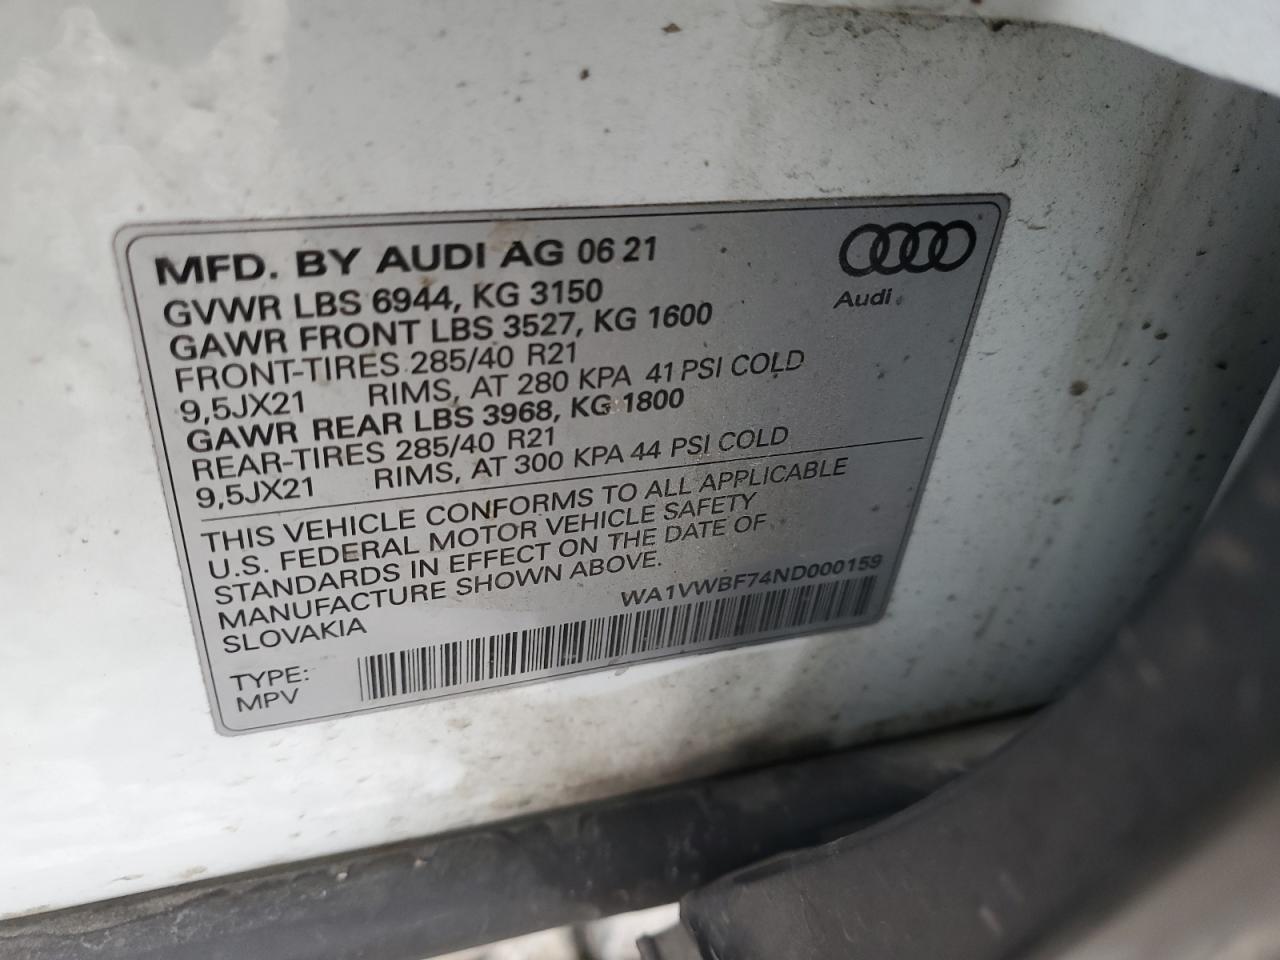 MFD. BY AUDI AG 06 21
Audi
GVWR LBS 6944, KG 3150
GAWR FRONT LBS 3527, KG 1600
FRONT-TIRES 285/40 R21
9,5JX21 RIMS, AT 280 KPA 41 PSI COLD
GAWR REAR LBS 3968, KG 1800
REAR-TIRES 285/40 R21
9,5JX21 RIMS, AT 300 KPA 44 PSI COLD
THIS VEHICLE CONFORMS TO ALL APPLICABLE
U.S. FEDERAL MOTOR VEHICLE SAFETY
STANDARDS IN EFFECT ON THE DATE OF
MANUFACTURE SHOWN ABOVE.
SLOVAKIA WA1VWBF74ND000159
TYPE:
MPV